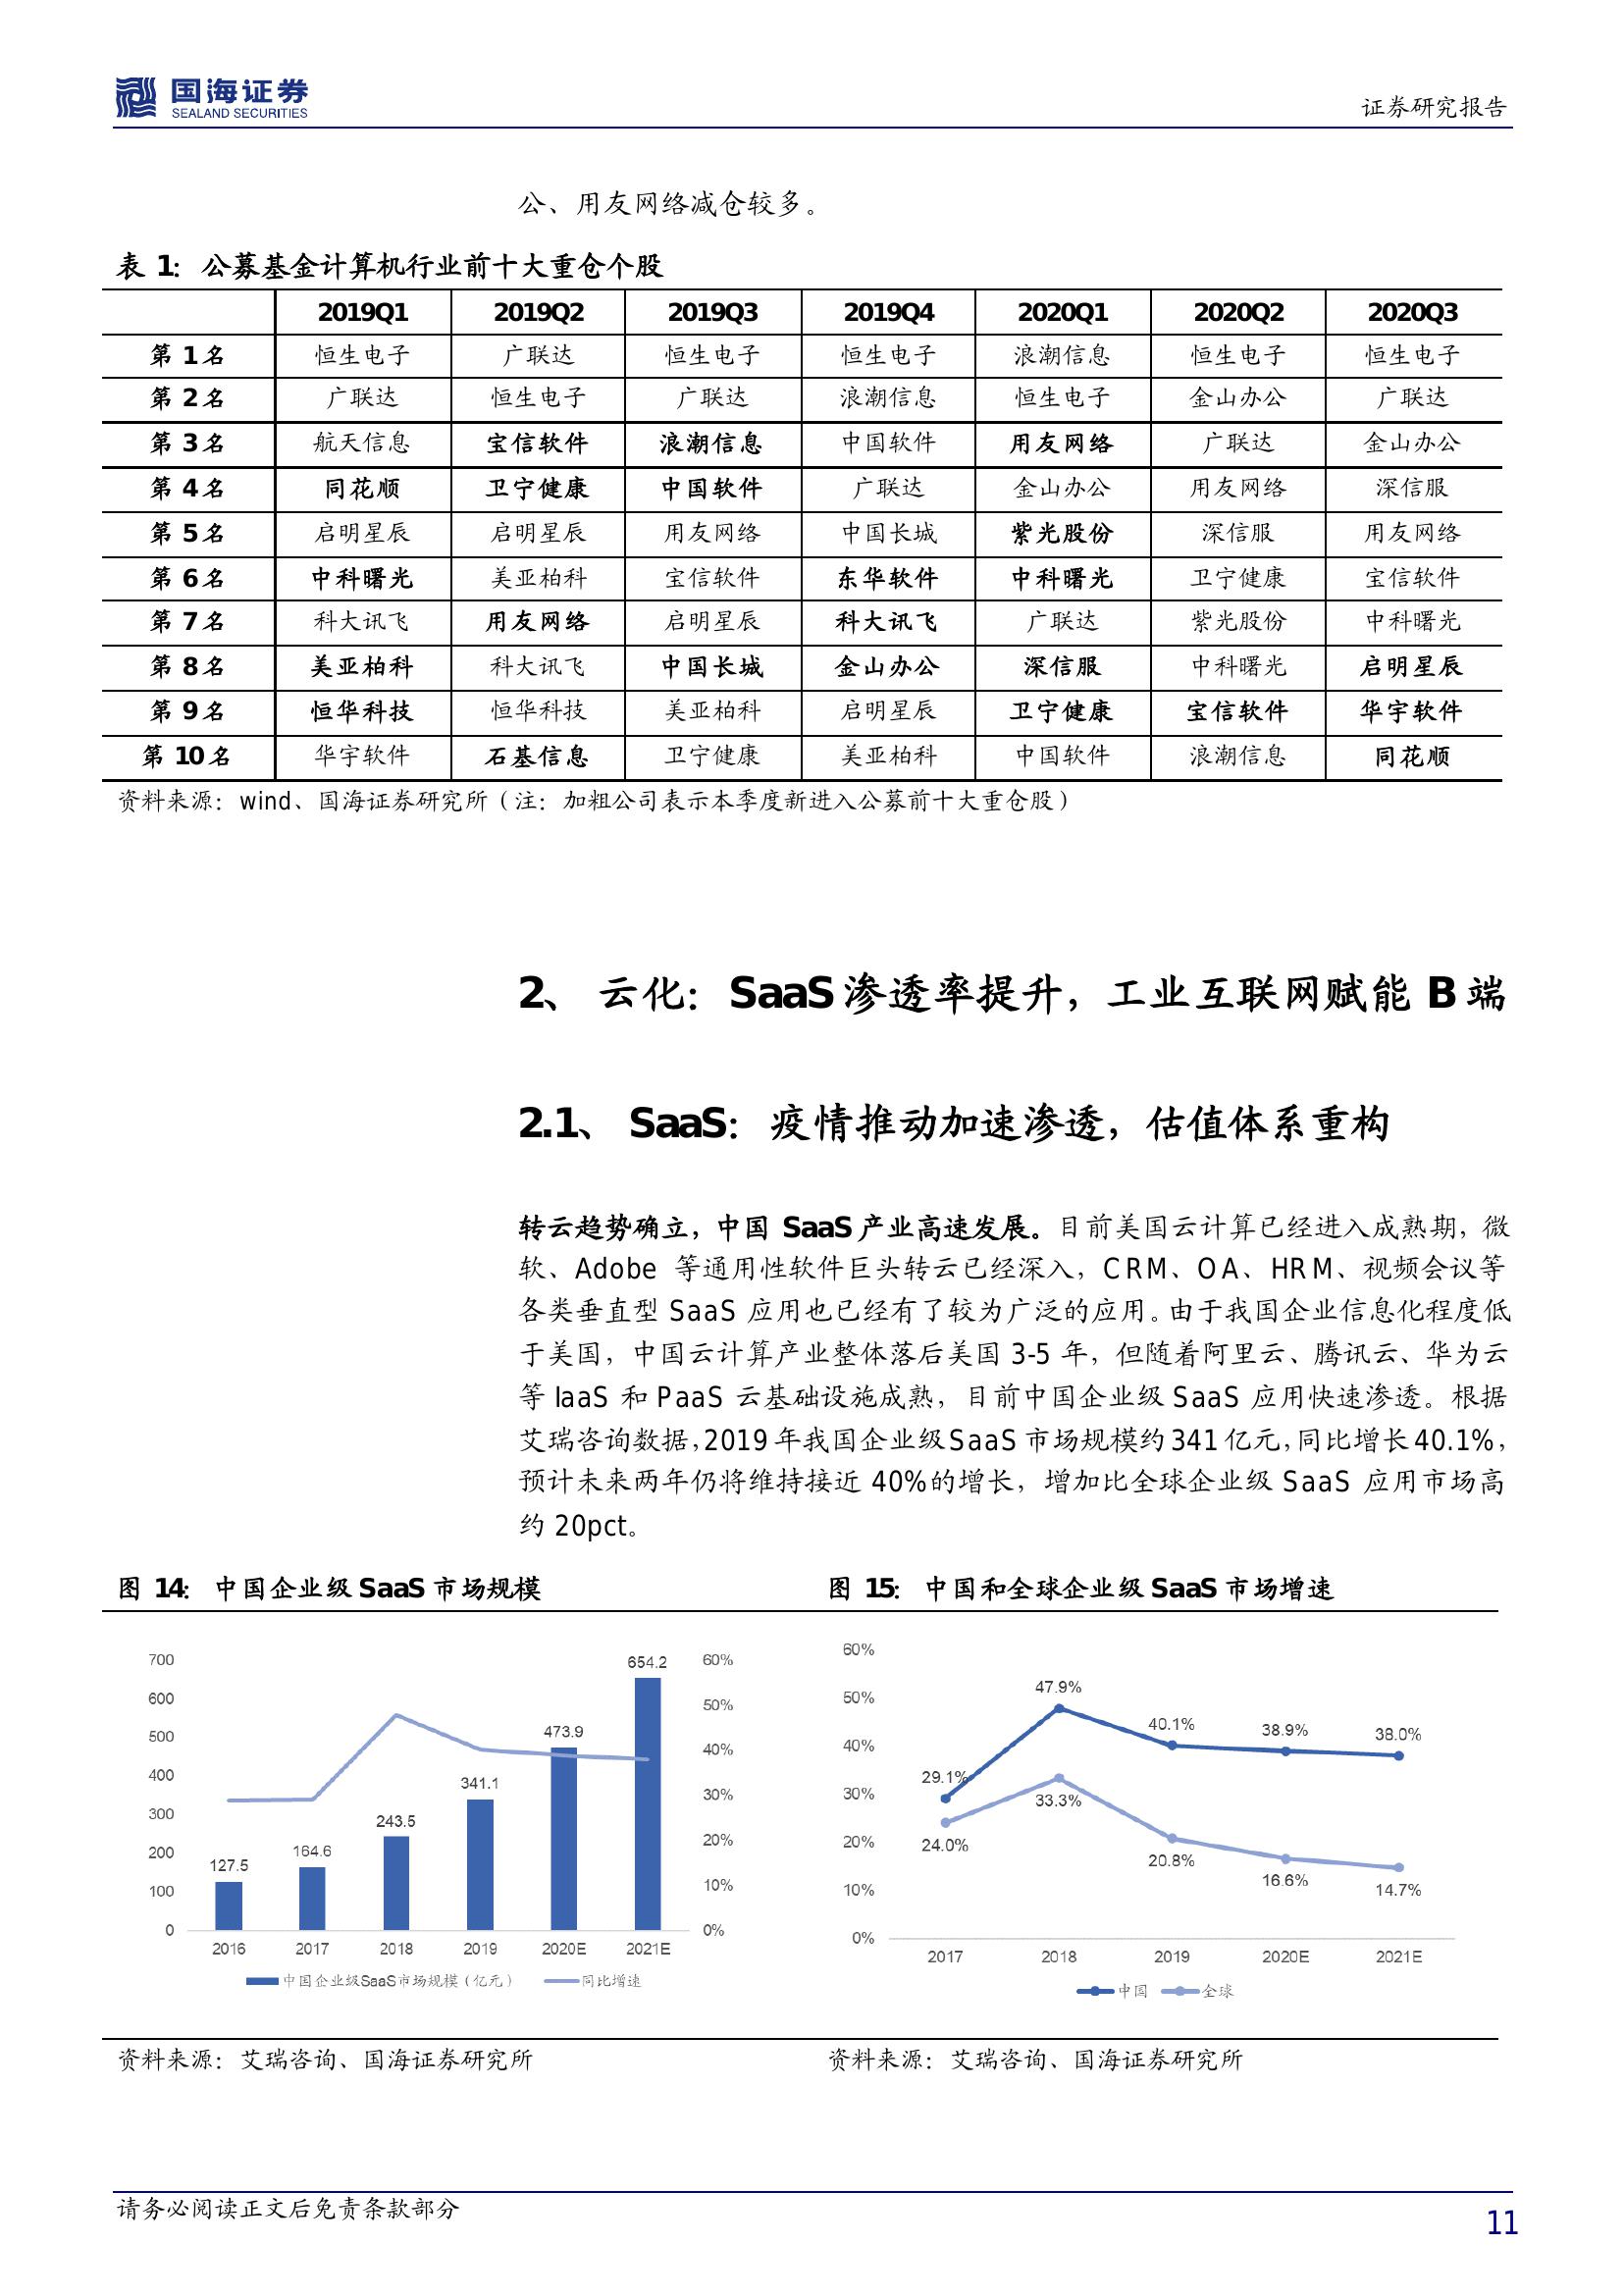 国海证券
SEALAND SECURITIES
证券研究报告
公、用友网络减仓较多。
表 1：公募基金计算机行业前十大重仓个股
2019Q1 2019Q2 2019Q3 2019Q4 2020Q1 2020Q2 2020Q3
第 1 名 恒生电子 广联达 恒生电子 恒生电子 浪潮信息 恒生电子 恒生电子
第 2 名 广联达 恒生电子 广联达 浪潮信息 恒生电子 金山办公 广联达
第 3 名 航天信息 宝信软件 浪潮信息 中国软件 用友网络 广联达 金山办公
第 4 名 同花顺 卫宁健康 中国软件 广联达 金山办公 用友网络 深信服
第 5 名 启明星辰 启明星辰 用友网络 中国长城 紫光股份 深信服 用友网络
第 6 名 中科曙光 美亚柏科 宝信软件 东华软件 中科曙光 卫宁健康 宝信软件
第 7 名 科大讯飞 用友网络 启明星辰 科大讯飞 广联达 紫光股份 中科曙光
第 8 名 美亚柏科 科大讯飞 中国长城 金山办公 深信服 中科曙光 启明星辰
第 9 名 恒华科技 恒华科技 美亚柏科 启明星辰 卫宁健康 宝信软件 华宇软件
第 10 名 华宇软件 石基信息 卫宁健康 美亚柏科 中国软件 浪潮信息 同花顺
资料来源：wind、国海证券研究所（注：加粗公司表示本季度新进入公募前十大重仓股）
2、 云化：SaaS 渗透率提升，工业互联网赋能 B 端
2.1、 SaaS：疫情推动加速渗透，估值体系重构
转云趋势确立，中国 SaaS 产业高速发展。目前美国云计算已经进入成熟期，微
软、Adobe 等通用性软件巨头转云已经深入，CRM、OA、HRM、视频会议等
各类垂直型 SaaS 应用也已经有了较为广泛的应用。由于我国企业信息化程度低
于美国，中国云计算产业整体落后美国 3-5 年，但随着阿里云、腾讯云、华为云
等 IaaS 和 PaaS 云基础设施成熟，目前中国企业级 SaaS 应用快速渗透。根据
艾瑞咨询数据，2019 年我国企业级 SaaS 市场规模约 341 亿元，同比增长 40.1%，
预计未来两年仍将维持接近 40%的增长，增加比全球企业级 SaaS 应用市场高
约 20pct。
图 14： 中国企业级 SaaS 市场规模
700 600 500 400 300 200 100 0
127.5 164.6 243.5 341.1 473.9 654.2
60% 50% 40% 30% 20% 10% 0%
2016 2017 2018 2019 2020E 2021E
中国企业级SaaS市场规模（亿元） 同比增速
资料来源：艾瑞咨询、国海证券研究所
图 15： 中国和全球企业级 SaaS 市场增速
60% 50% 40% 30% 20% 10% 0%
29.1% 47.9% 40.1% 38.9% 38.0%
24.0% 33.3% 20.8% 16.6% 14.7%
2017 2018 2019 2020E 2021E
中国 全球
资料来源：艾瑞咨询、国海证券研究所
请务必阅读正文后免责条款部分
11